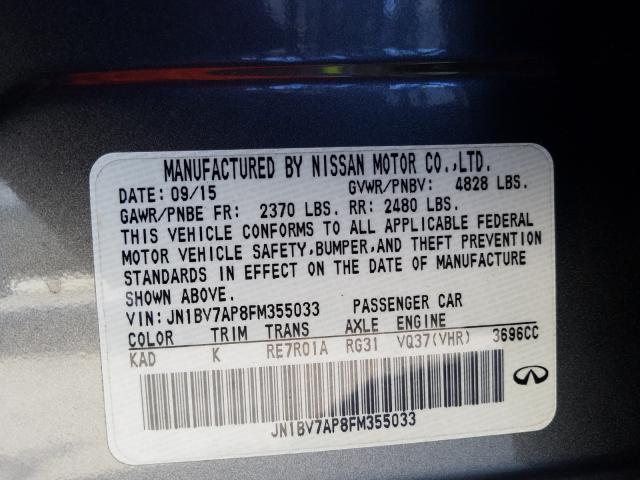 MANUFACTURED BY NISSAN MOTOR CO.,LTD.
DATE: 09/15 GVWR/PNBV: 4828 LBS.
GAWR/PNBE FR: 2370 LBS. RR: 2480 LBS.
THIS VEHICLE CONFORMS TO ALL APPLICABLE FEDERAL
MOTOR VEHICLE SAFETY,BUMPER,AND THEFT PREVENTION
STANDARDS IN EFFECT ON THE DATE OF MANUFACTURE
SHOWN ABOVE.
VIN: JN1BV7AP8FM355033 PASSENGER CAR
COLOR TRIM TRANS AXLE ENGINE
KAD K RE7R01A RG31 VQ37(VHR) 3696CC
JN1BV7AP8FM355033